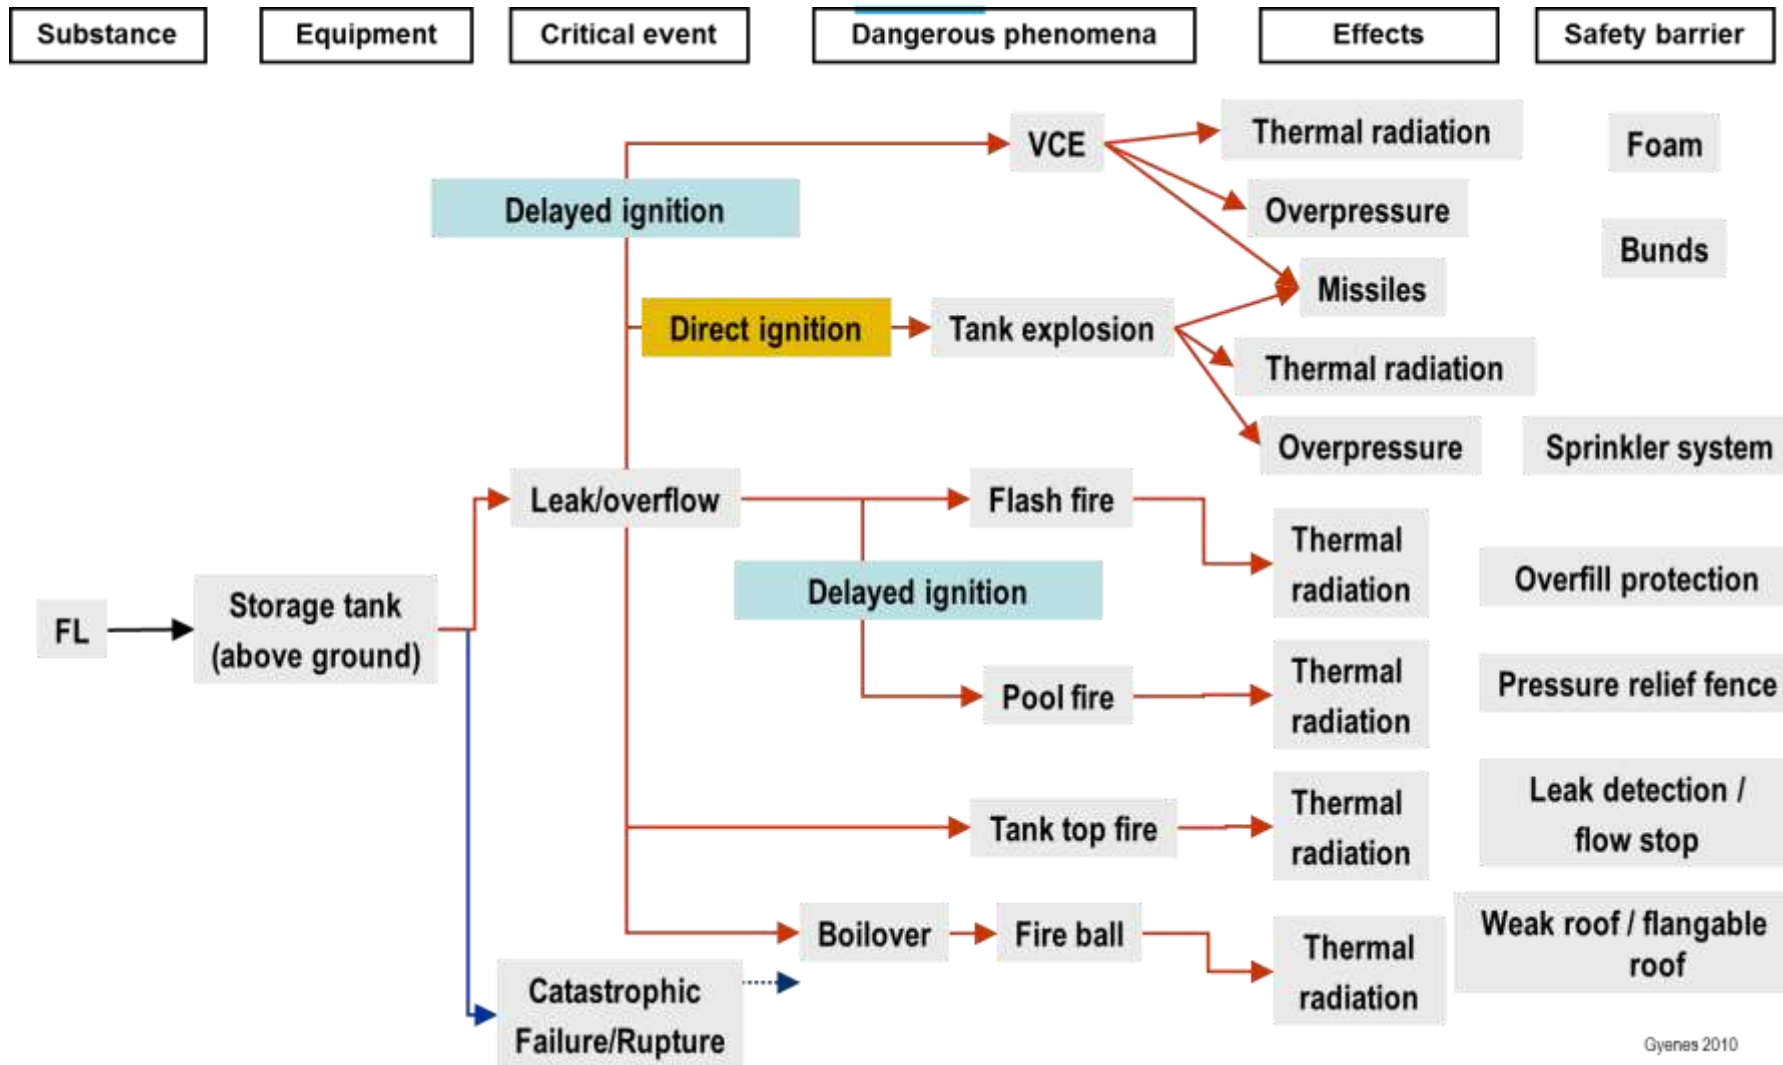 Substance
Equipment
Critical event
Dangerous phenomena
Effects
Safety barrier
VCE
Thermal radiation
Foam
Delayed ignition
Overpressure
Bunds
Missiles
Direct ignition
Tank explosion
Thermal radiation
Overpressure
Sprinkler system
Leak/overflow
Flash fire
Thermal
radiation
Delayed ignition
Overfill protection
FL
Storage tank
(above ground)
Pool fire
Thermal
radiation
Pressure relief fence
Tank top fire
Thermal
radiation
Leak detection /
flow stop
Boilover
Fire ball
Thermal
radiation
Weak roof / flangable
roof
Catastrophic
Failure/Rupture
Gyenes 2010